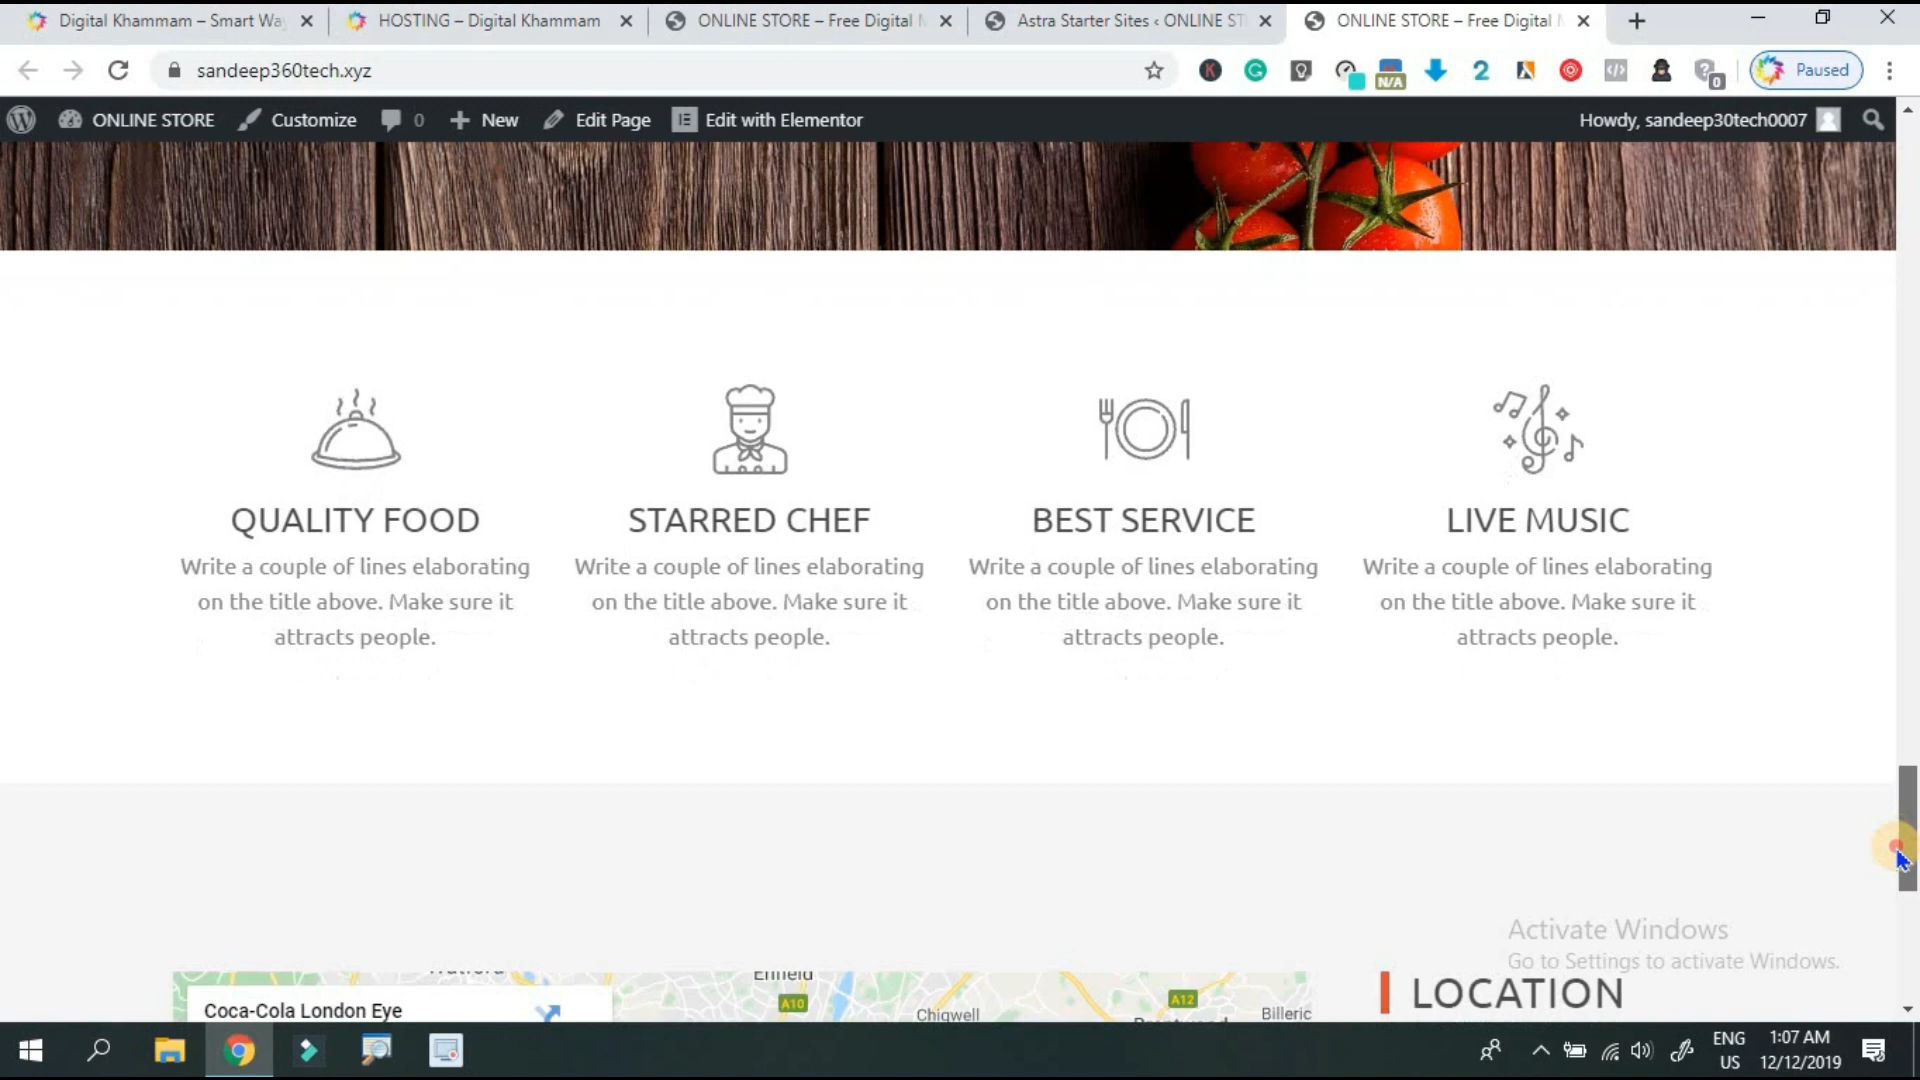 Digital Khammam – Smart Wa
HOSTING – Digital Khammam
ONLINE STORE – Free Digital
Astra Starter Sites ‹ ONLINE ST
ONLINE STORE – Free Digital
sandeep360tech.xyz
N/A
2
0
Paused
ONLINE STORE
Customize
0
New
Edit Page
Edit with Elementor
Howdy, sandeep30tech0007
QUALITY FOOD
Write a couple of lines elaborating
on the title above. Make sure it
attracts people.
STARRED CHEF
Write a couple of lines elaborating
on the title above. Make sure it
attracts people.
BEST SERVICE
Write a couple of lines elaborating
on the title above. Make sure it
attracts people.
LIVE MUSIC
Write a couple of lines elaborating
on the title above. Make sure it
attracts people.
Activate Windows
Go to Settings to activate Windows.
Coca-Cola London Eye
Enfield
A10
Chigwell
A12
Billeric
LOCATION
ENG
US
1:07 AM
12/12/2019